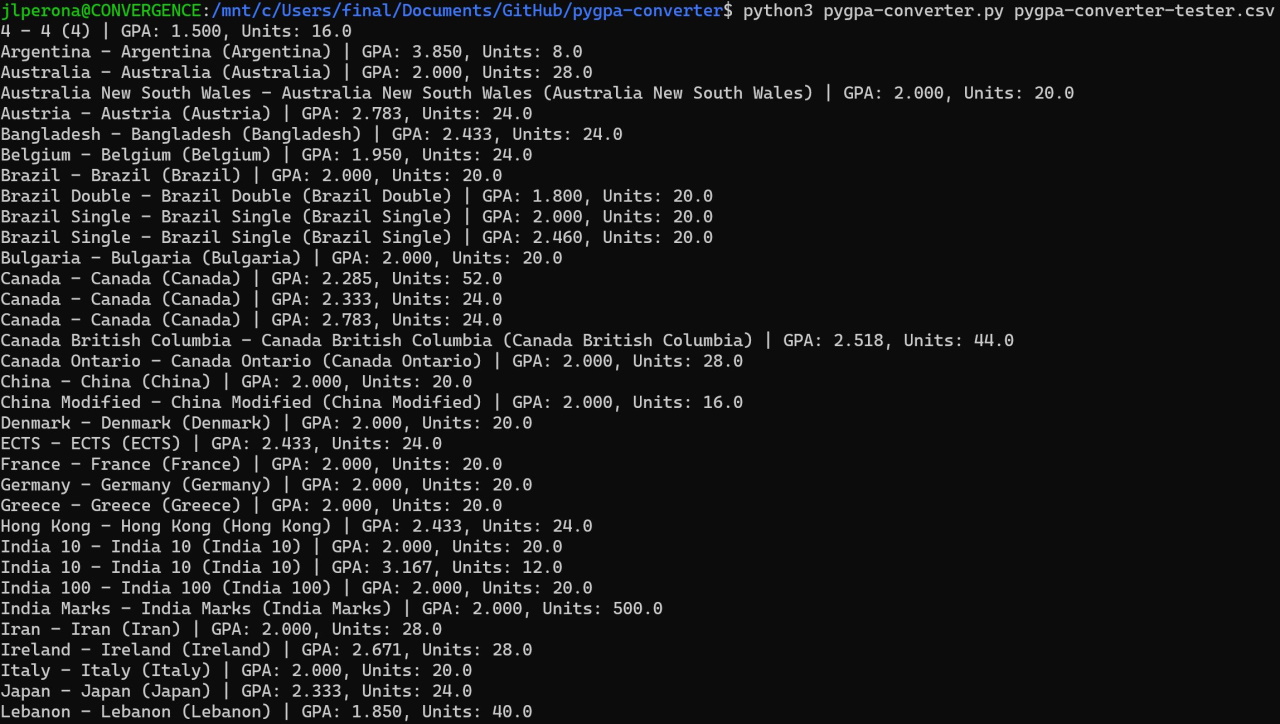 jlperona@CONVERGENCE:/mnt/c/Users/final/Documents/GitHub/pygpa-converter$ python3 pygpa-converter.py pygpa-converter-tester.csv
4 - 4 (4) | GPA: 1.500, Units: 16.0
Argentina - Argentina (Argentina) | GPA: 3.850, Units: 8.0
Australia - Australia (Australia) | GPA: 2.000, Units: 28.0
Australia New South Wales - Australia New South Wales (Australia New South Wales) | GPA: 2.000, Units: 20.0
Austria - Austria (Austria) | GPA: 2.783, Units: 24.0
Bangladesh - Bangladesh (Bangladesh) | GPA: 2.433, Units: 24.0
Belgium - Belgium (Belgium) | GPA: 1.950, Units: 24.0
Brazil - Brazil (Brazil) | GPA: 2.000, Units: 20.0
Brazil Double - Brazil Double (Brazil Double) | GPA: 1.800, Units: 20.0
Brazil Single - Brazil Single (Brazil Single) | GPA: 2.000, Units: 20.0
Brazil Single - Brazil Single (Brazil Single) | GPA: 2.460, Units: 20.0
Bulgaria - Bulgaria (Bulgaria) | GPA: 2.000, Units: 20.0
Canada - Canada (Canada) | GPA: 2.285, Units: 52.0
Canada - Canada (Canada) | GPA: 2.333, Units: 24.0
Canada - Canada (Canada) | GPA: 2.783, Units: 24.0
Canada British Columbia - Canada British Columbia (Canada British Columbia) | GPA: 2.518, Units: 44.0
Canada Ontario - Canada Ontario (Canada Ontario) | GPA: 2.000, Units: 28.0
China - China (China) | GPA: 2.000, Units: 20.0
China Modified - China Modified (China Modified) | GPA: 2.000, Units: 16.0
Denmark - Denmark (Denmark) | GPA: 2.000, Units: 20.0
ECTS - ECTS (ECTS) | GPA: 2.433, Units: 24.0
France - France (France) | GPA: 2.000, Units: 20.0
Germany - Germany (Germany) | GPA: 2.000, Units: 20.0
Greece - Greece (Greece) | GPA: 2.000, Units: 20.0
Hong Kong - Hong Kong (Hong Kong) | GPA: 2.433, Units: 24.0
India 10 - India 10 (India 10) | GPA: 2.000, Units: 20.0
India 10 - India 10 (India 10) | GPA: 3.167, Units: 12.0
India 100 - India 100 (India 100) | GPA: 2.000, Units: 20.0
India Marks - India Marks (India Marks) | GPA: 2.000, Units: 500.0
Iran - Iran (Iran) | GPA: 2.000, Units: 28.0
Ireland - Ireland (Ireland) | GPA: 2.671, Units: 28.0
Italy - Italy (Italy) | GPA: 2.000, Units: 20.0
Japan - Japan (Japan) | GPA: 2.333, Units: 24.0
Lebanon - Lebanon (Lebanon) | GPA: 1.850, Units: 40.0